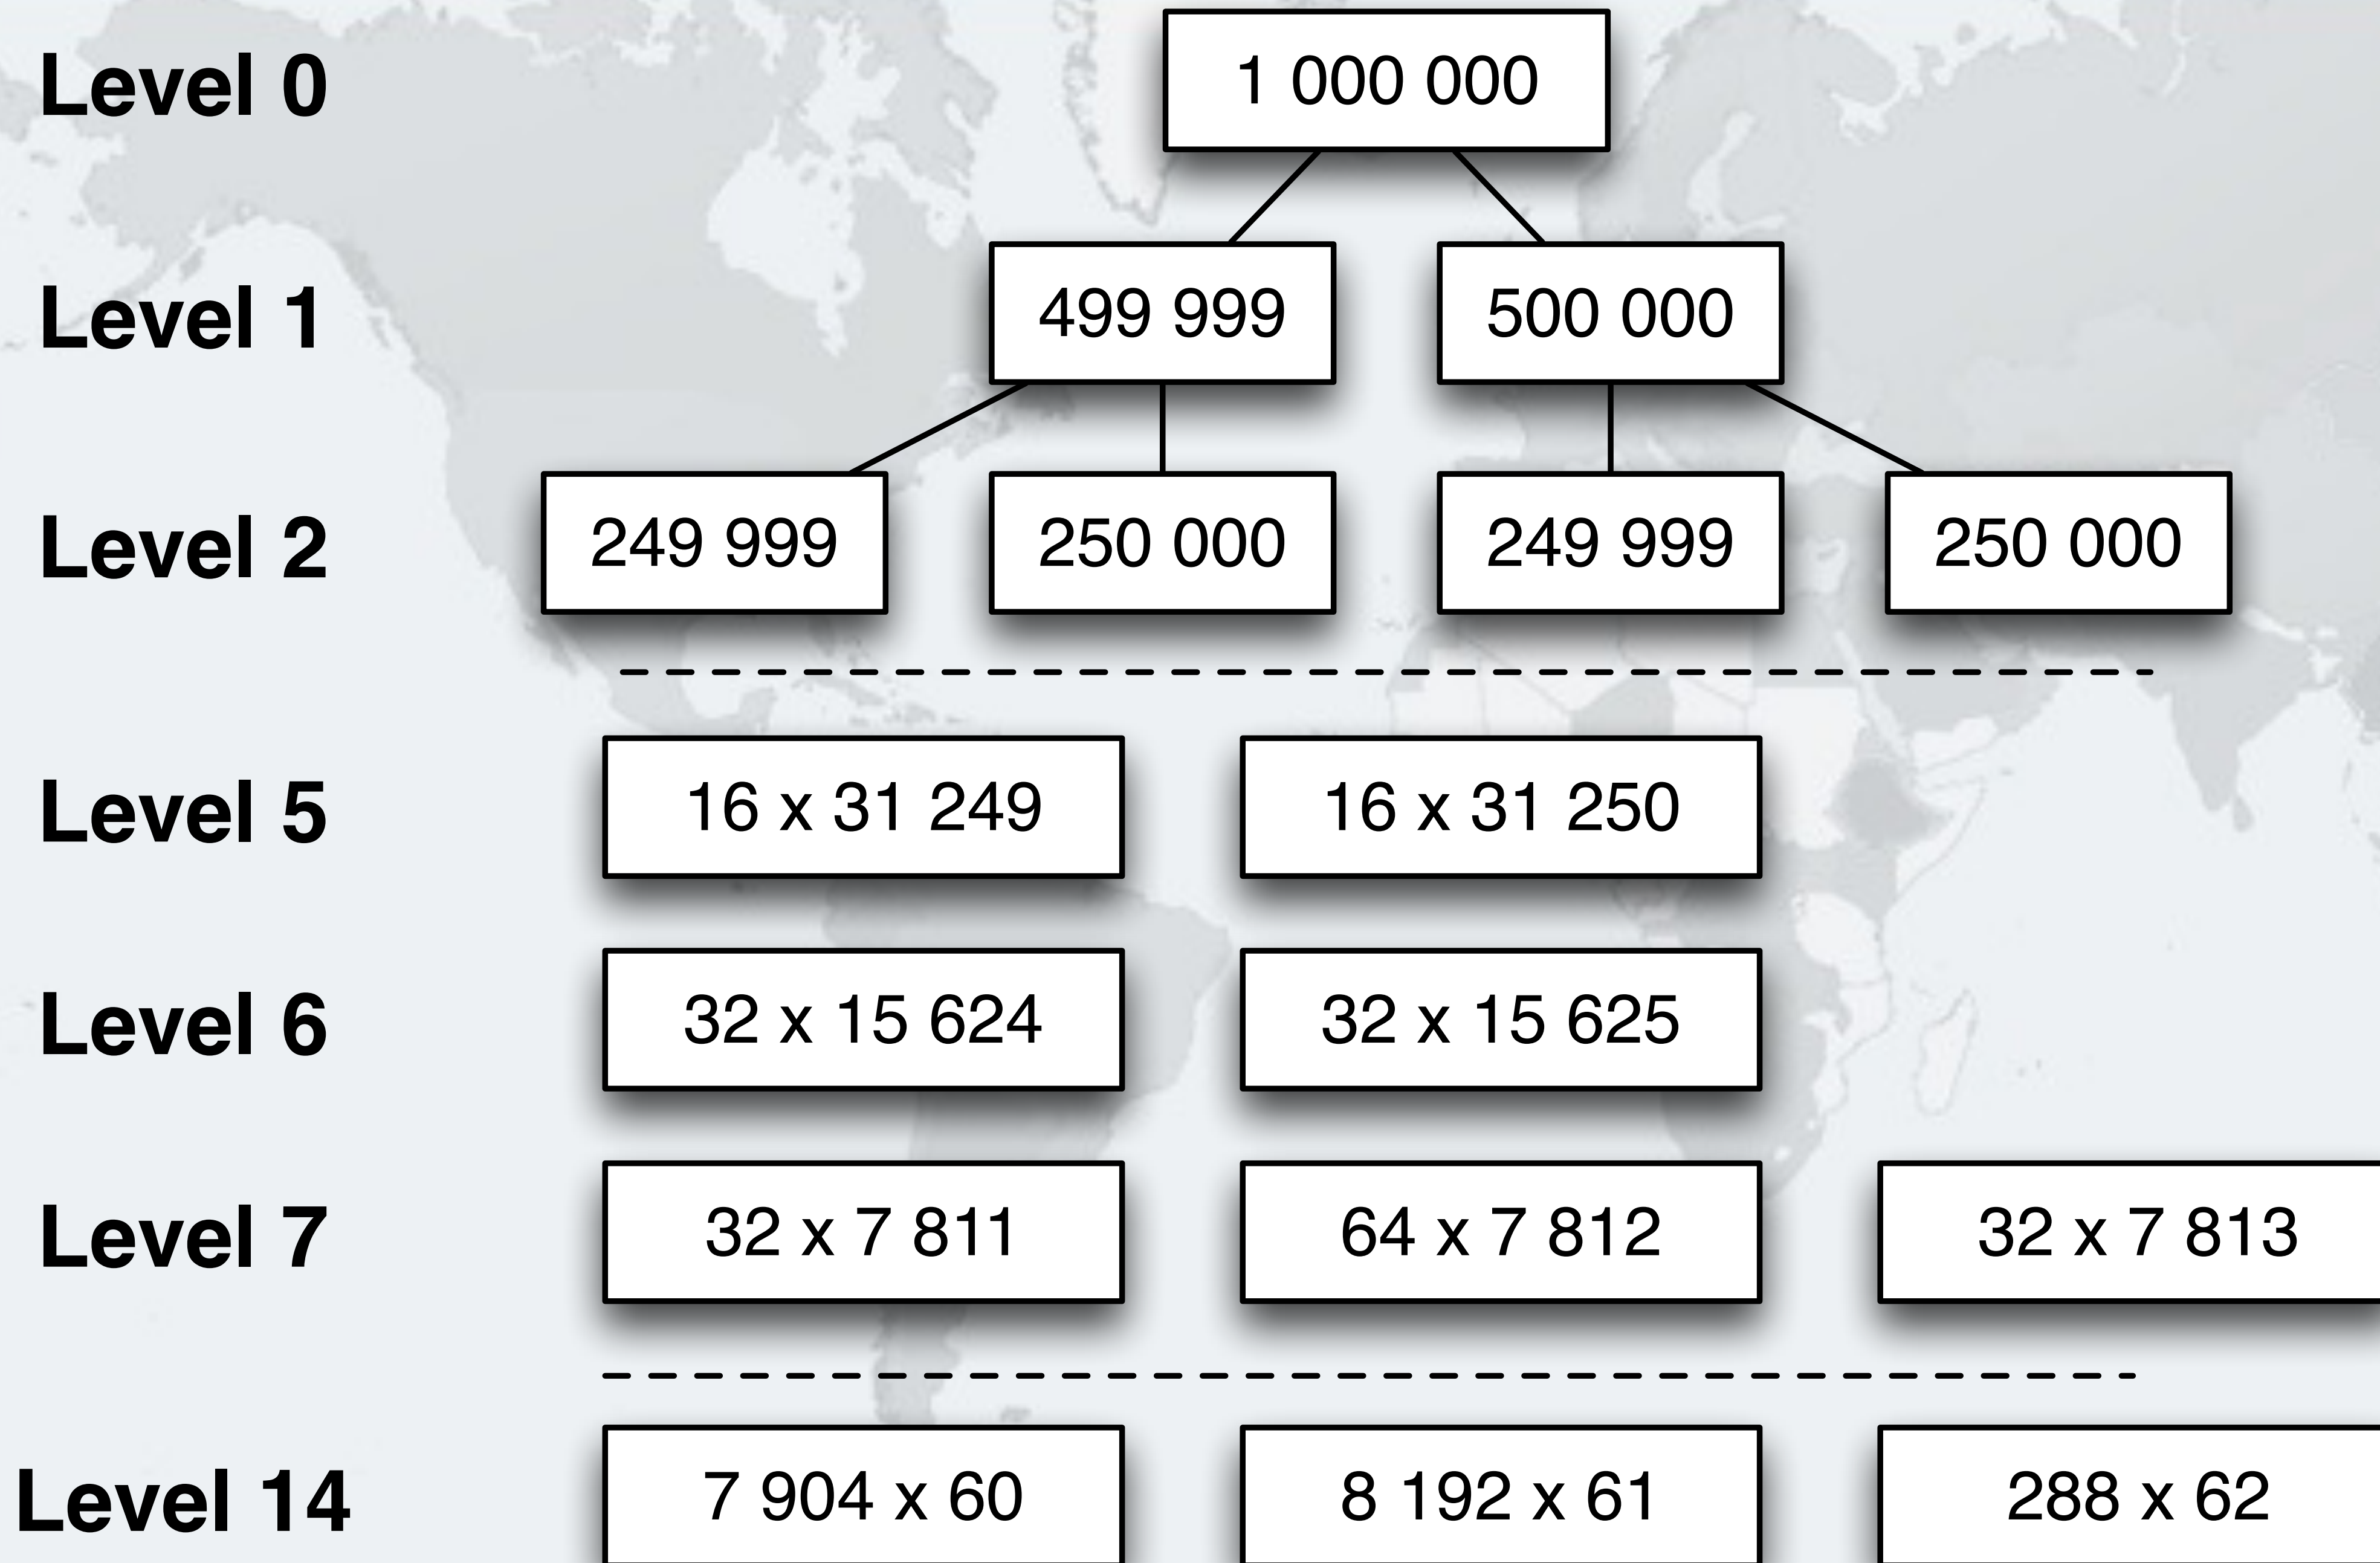 Level 0 1 000 000
Level 1 499 999 500 000
Level 2 249 999 250 000 249 999 250 000
Level 5 16 x 31 249 16 x 31 250
Level 6 32 x 15 624 32 x 15 625
Level 7 32 x 7 811 64 x 7 812 32 x 7 813
Level 14 7 904 x 60 8 192 x 61 288 x 62